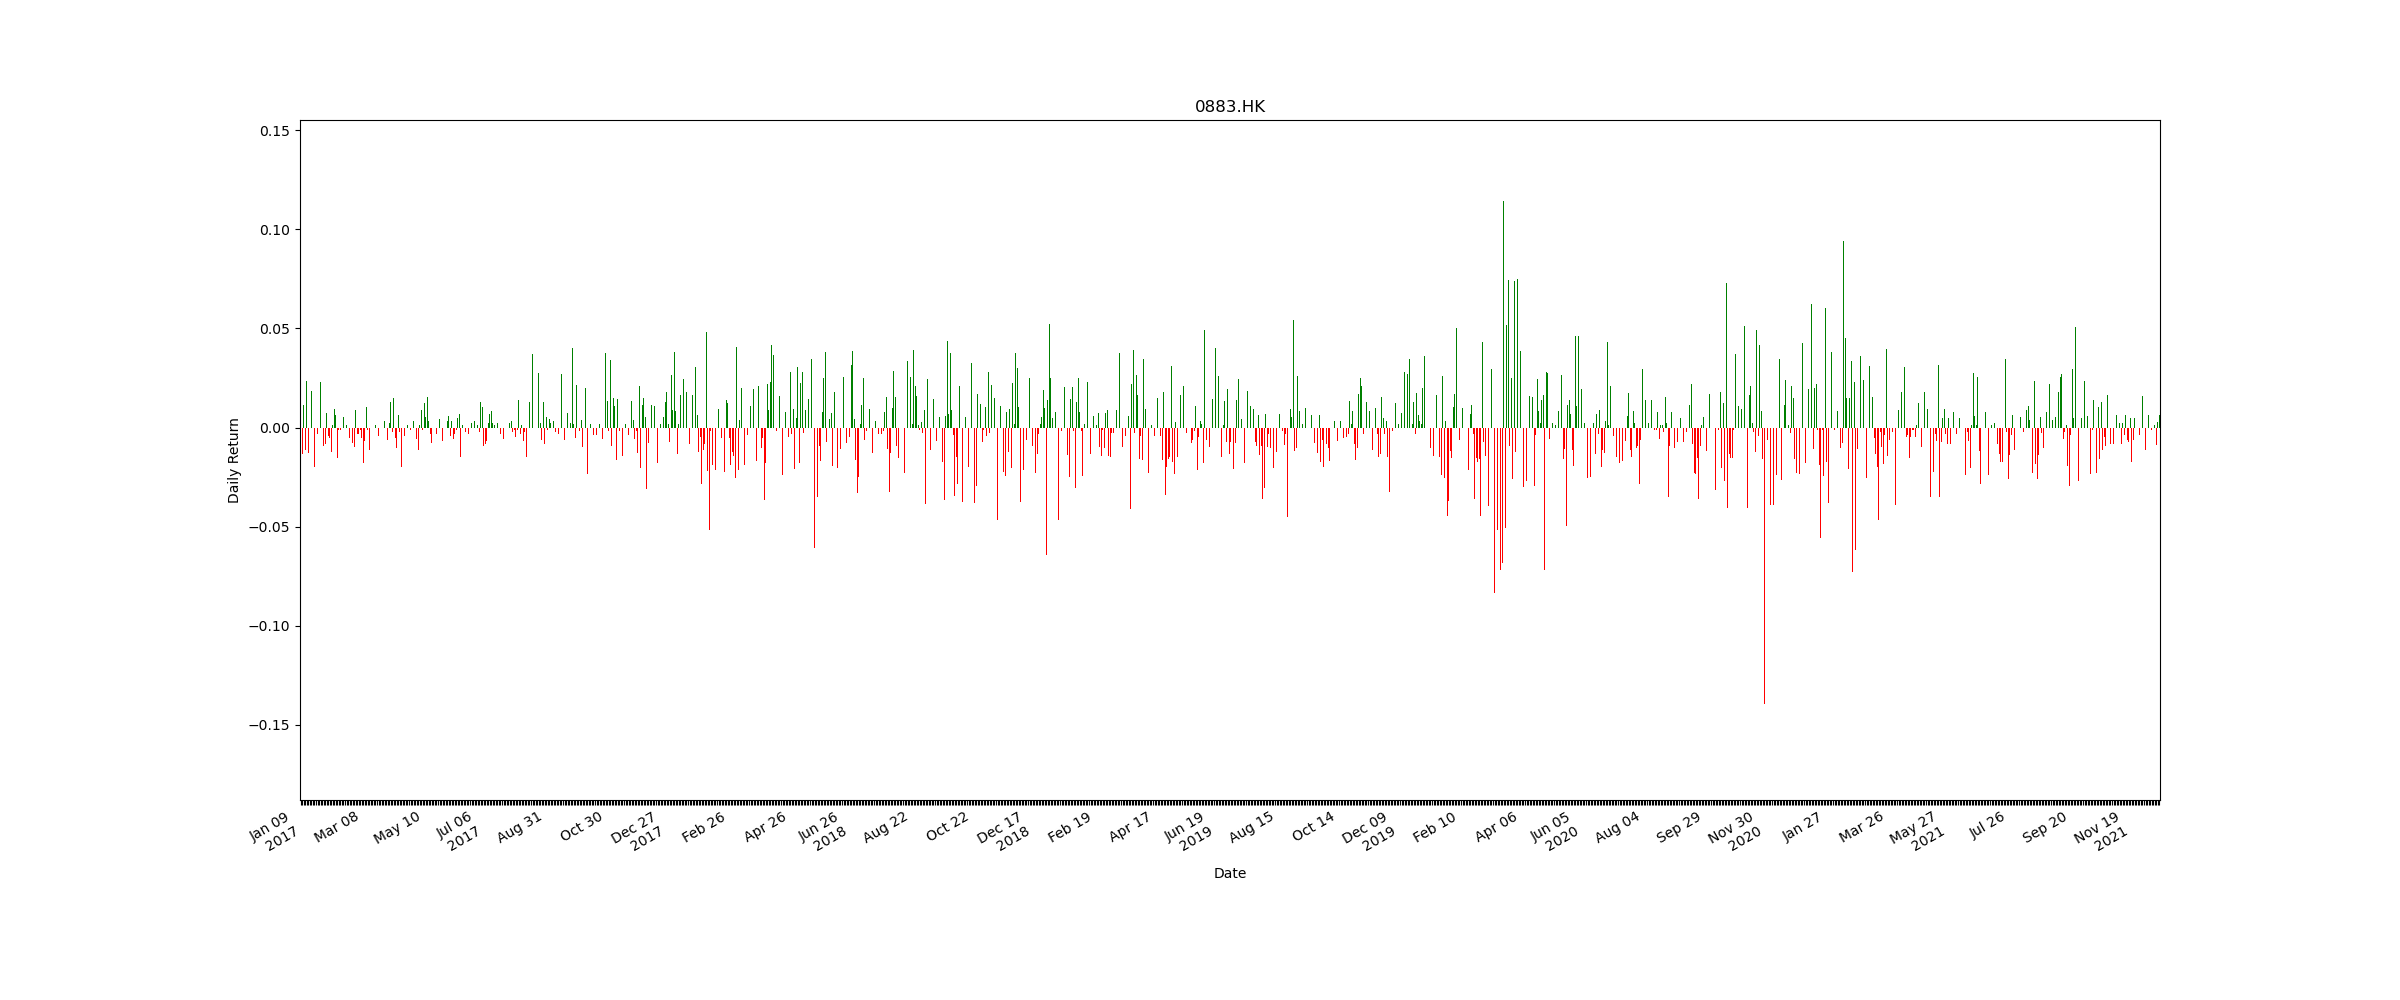 0883.HK
0.15
0.10
0.05
0.00
−0.05
−0.10
−0.15
Daily Return
Jan 09
2017
Mar 08
May 10
Jul 06
2017
Aug 31
Oct 30
Dec 27
2017
Feb 26
Apr 26
Jun 26
2018
Aug 22
Oct 22
Dec 17
2018
Feb 19
Apr 17
Jun 19
2019
Aug 15
Oct 14
Dec 09
2019
Feb 10
Apr 06
Jun 05
2020
Aug 04
Sep 29
Nov 30
2020
Jan 27
Mar 26
May 27
2021
Jul 26
Sep 20
Nov 19
2021
Date